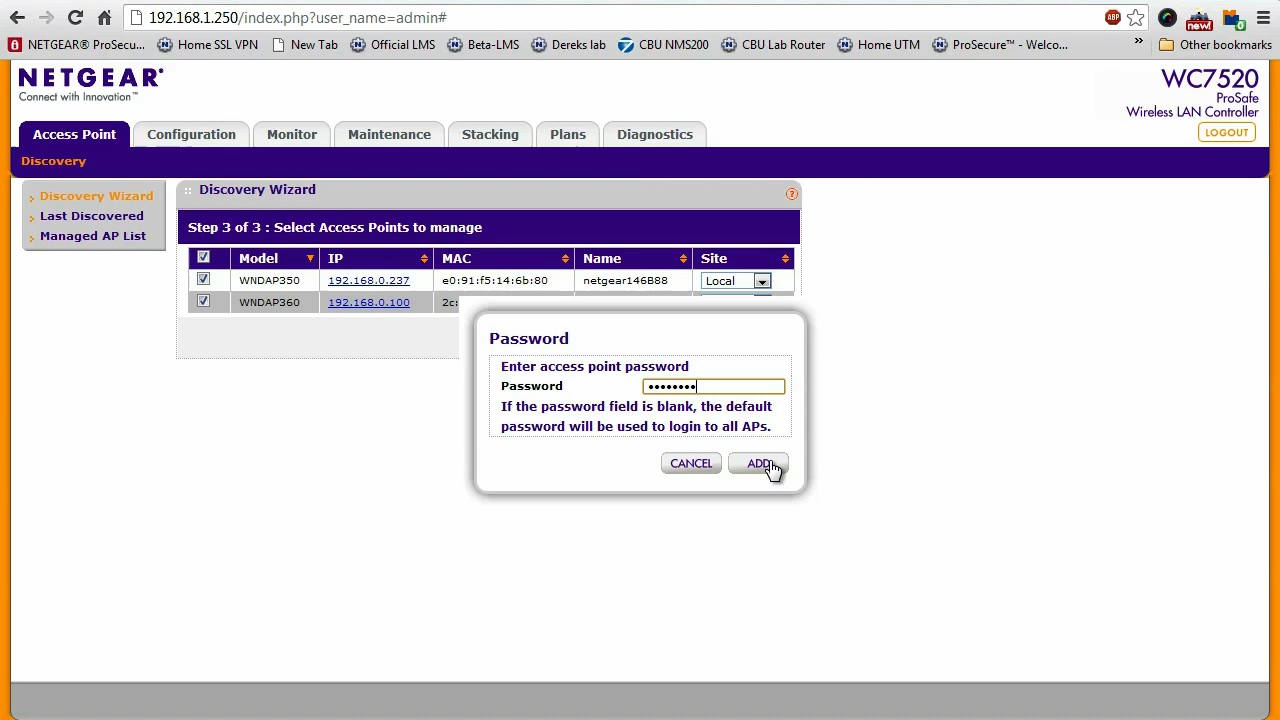 192.168.1.250/index.php?user_name=admin#
ABP
new!
NETGEAR® ProSecu... Home SSL VPN New Tab Official LMS Beta-LMS Dereks lab CBU NMS200 CBU Lab Router Home UTM ProSecure™ - Welco... » Other bookmarks
NETGEAR®
Connect with Innovation™
WC7520
ProSafe
Wireless LAN Controller
LOGOUT
Access Point Configuration Monitor Maintenance Stacking Plans Diagnostics
Discovery
Discovery Wizard
Last Discovered
Managed AP List
Discovery Wizard ?
Step 3 of 3 : Select Access Points to manage
Model IP MAC Name Site
WNDAP350 192.168.0.237 e0:91:f5:14:6b:80 netgear146B88 Local
WNDAP360 192.168.0.100 2c:
Password
Enter access point password
Password ••••••••
If the password field is blank, the default
password will be used to login to all APs.
CANCEL ADD